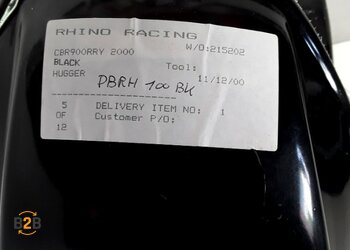 RHINO RACING
CBR900RRY 2000 W/O:215202
BLACK Tool:
HUGGER 11/12/00
PBRH 100 BK
5 DELIVERY ITEM NO: 1
OF Customer P/O:
12
B2B